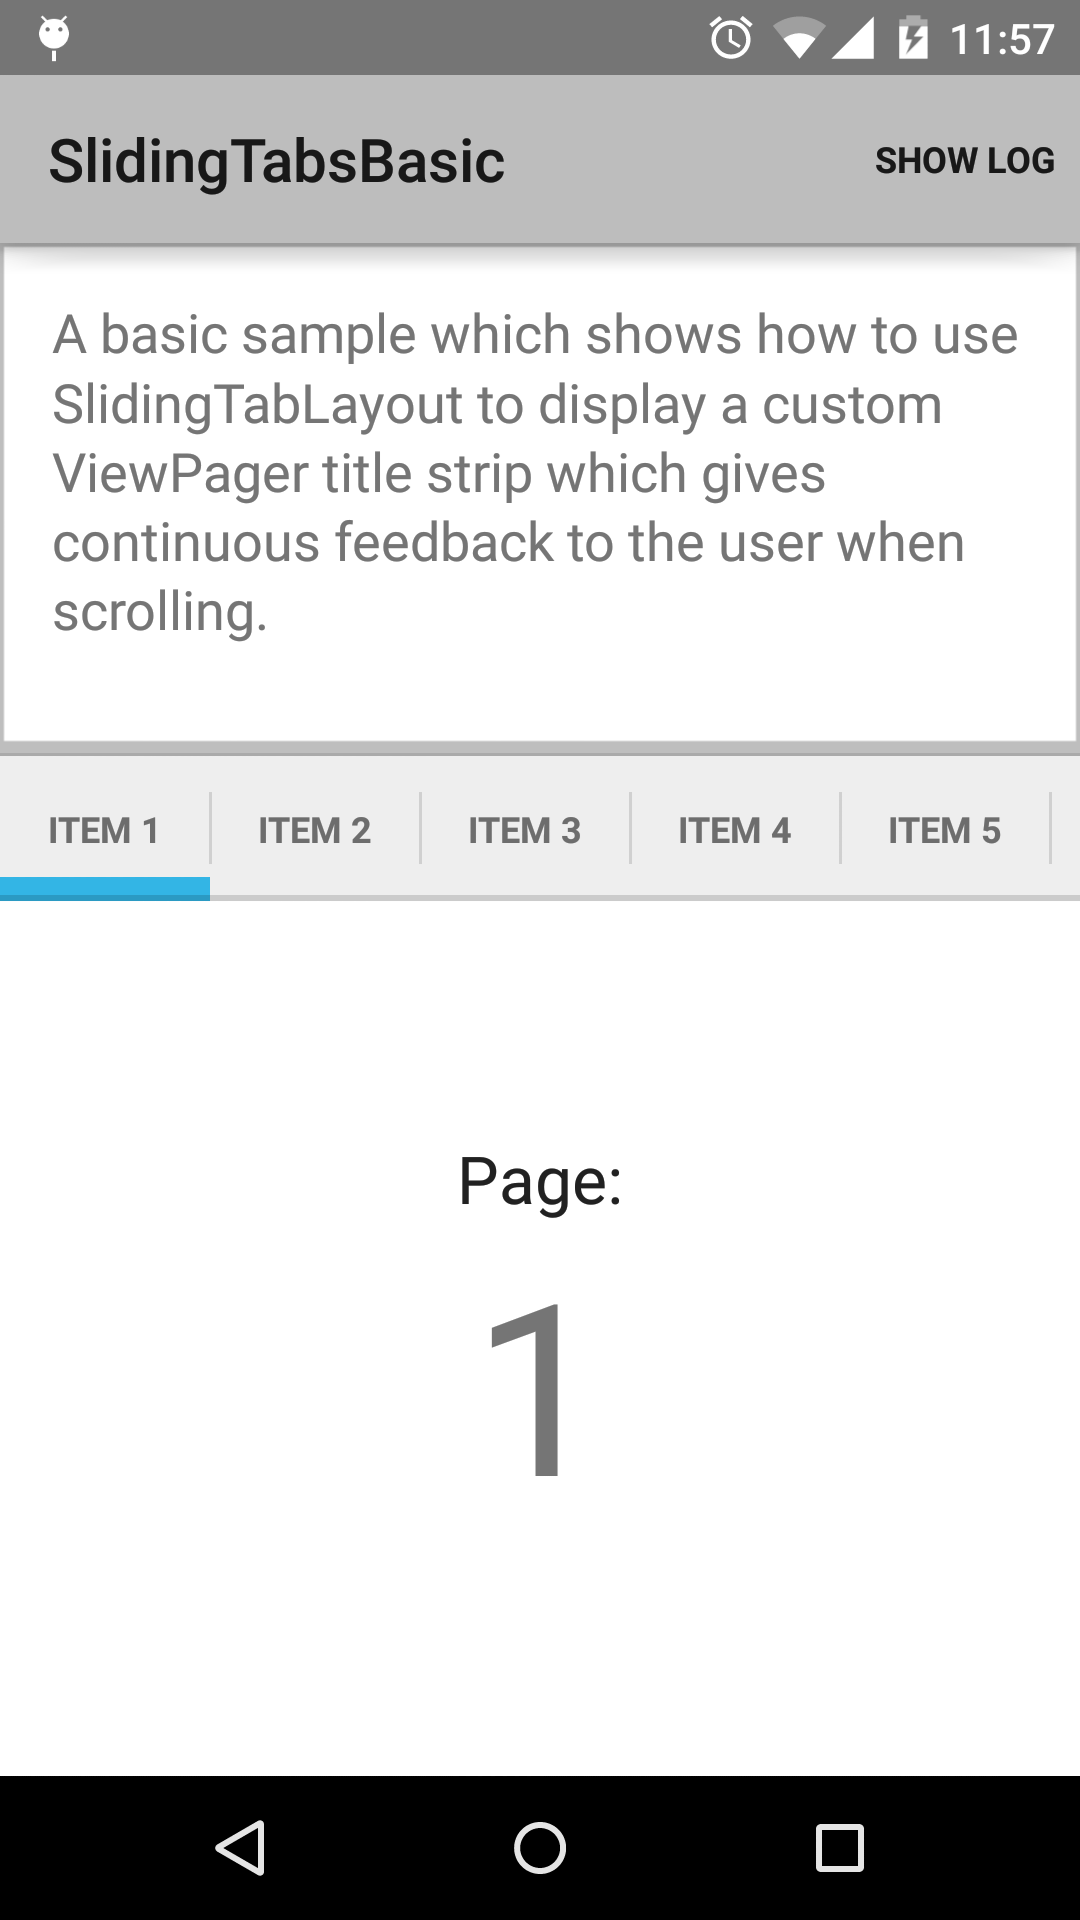 11:57
SlidingTabsBasic SHOW LOG
A basic sample which shows how to use
SlidingTabLayout to display a custom
ViewPager title strip which gives
continuous feedback to the user when
scrolling.
ITEM 1 ITEM 2 ITEM 3 ITEM 4 ITEM 5
Page:
1